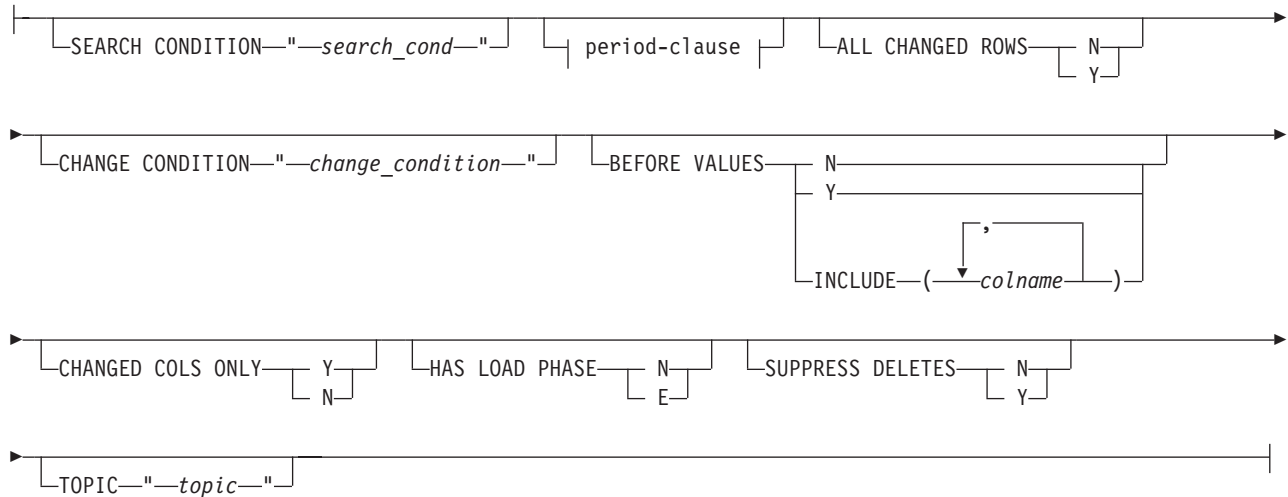 SEARCH CONDITION " search_cond " period-clause ALL CHANGED ROWS N
Y
CHANGE CONDITION " change_condition " BEFORE VALUES N
Y
,
INCLUDE ( colname )
CHANGED COLS ONLY Y HAS LOAD PHASE N SUPPRESS DELETES N
N E Y
TOPIC " topic "